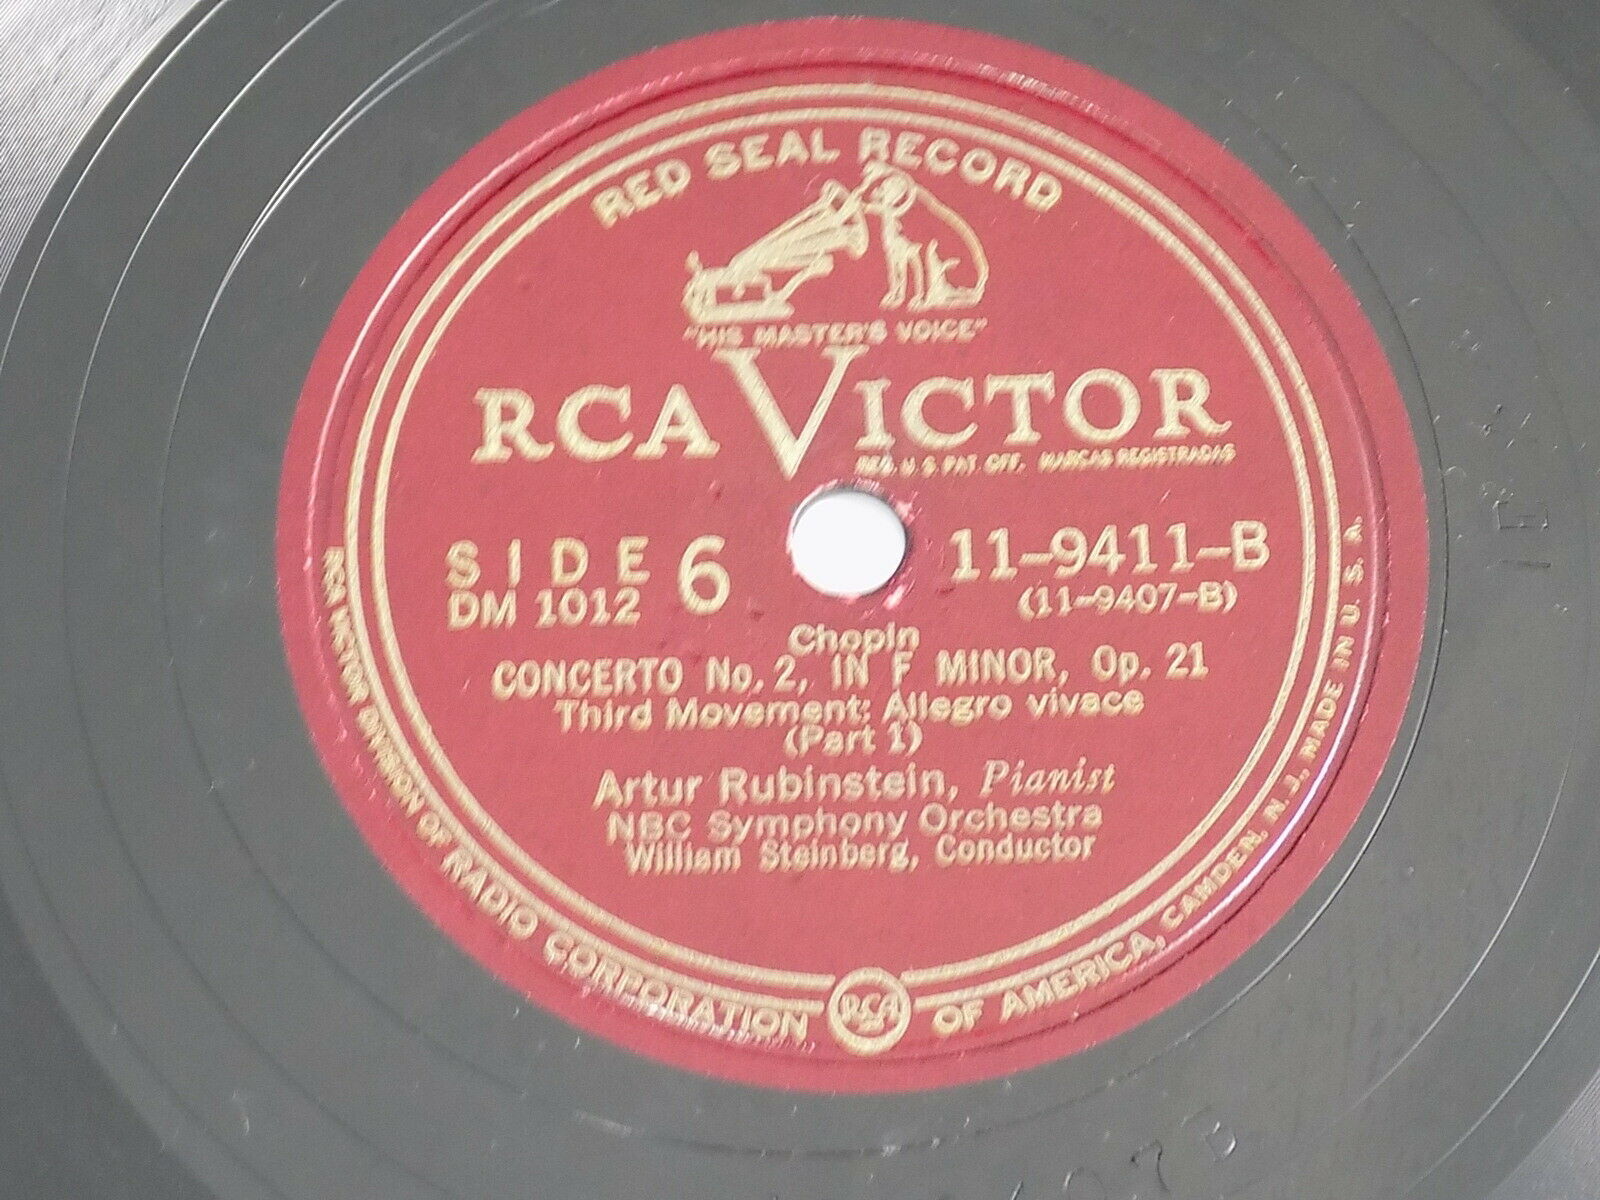 RED SEAL RECORD
"HIS MASTER'S VOICE"
RCA VICTOR
REG. U. S. PAT. OFF. MARCAS REGISTRADAS
SIDE 6
DM 1012
11-9411-B
(11-9407-B)
Chopin
CONCERTO No. 2, IN F MINOR, Op. 21
Third Movement: Allegro vivace
(Part 1)
Artur Rubinstein, Pianist
NBC Symphony Orchestra
William Steinberg, Conductor
RCA VICTOR DIVISION OF RADIO CORPORATION RCA OF AMERICA, CAMDEN, N. J., MADE IN U. S. A.